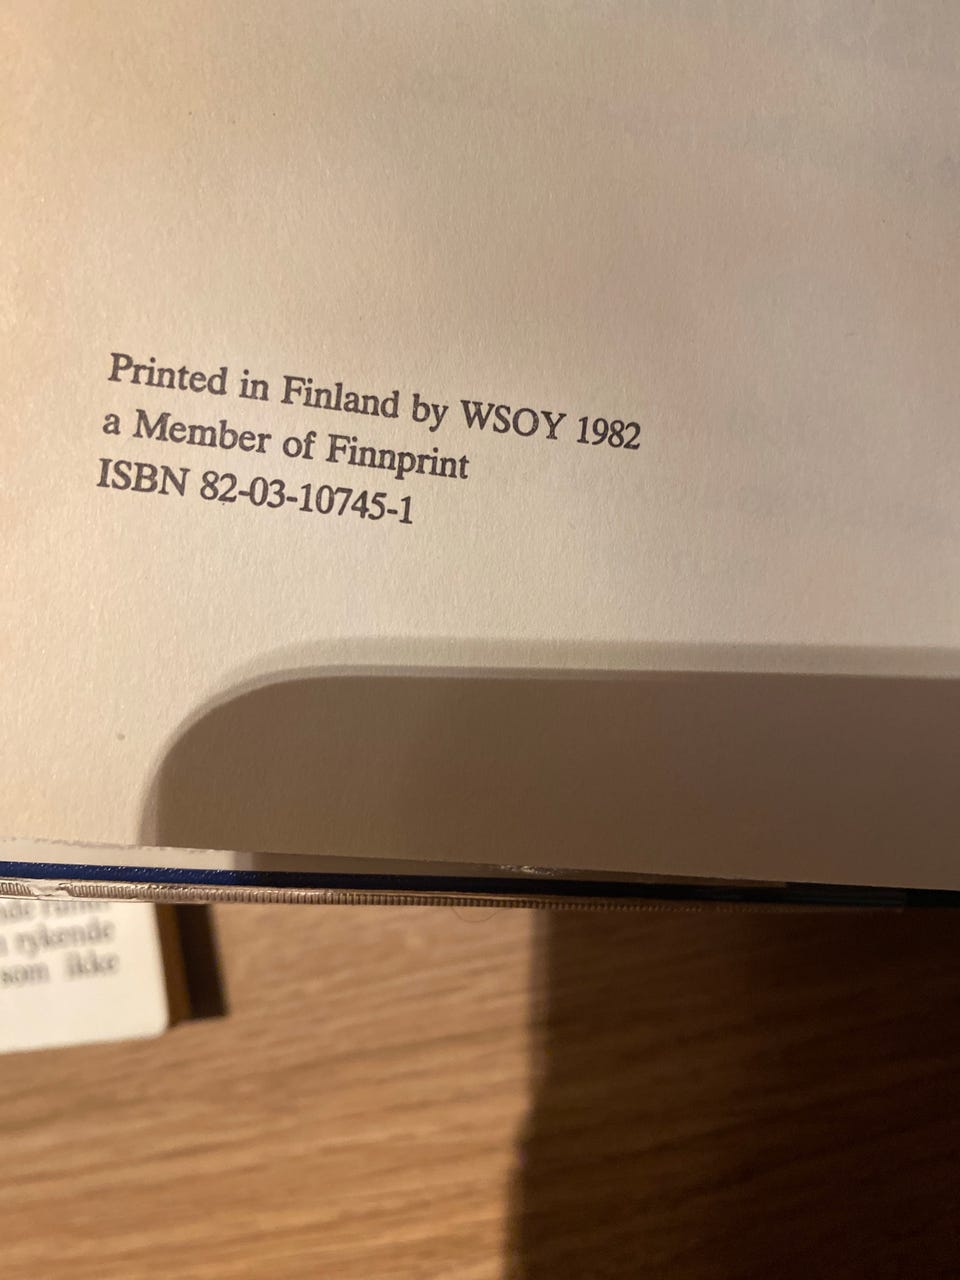 Printed in Finland by WSOY 1982
a Member of Finnprint
ISBN 82-03-10745-1
rykende
som ikke